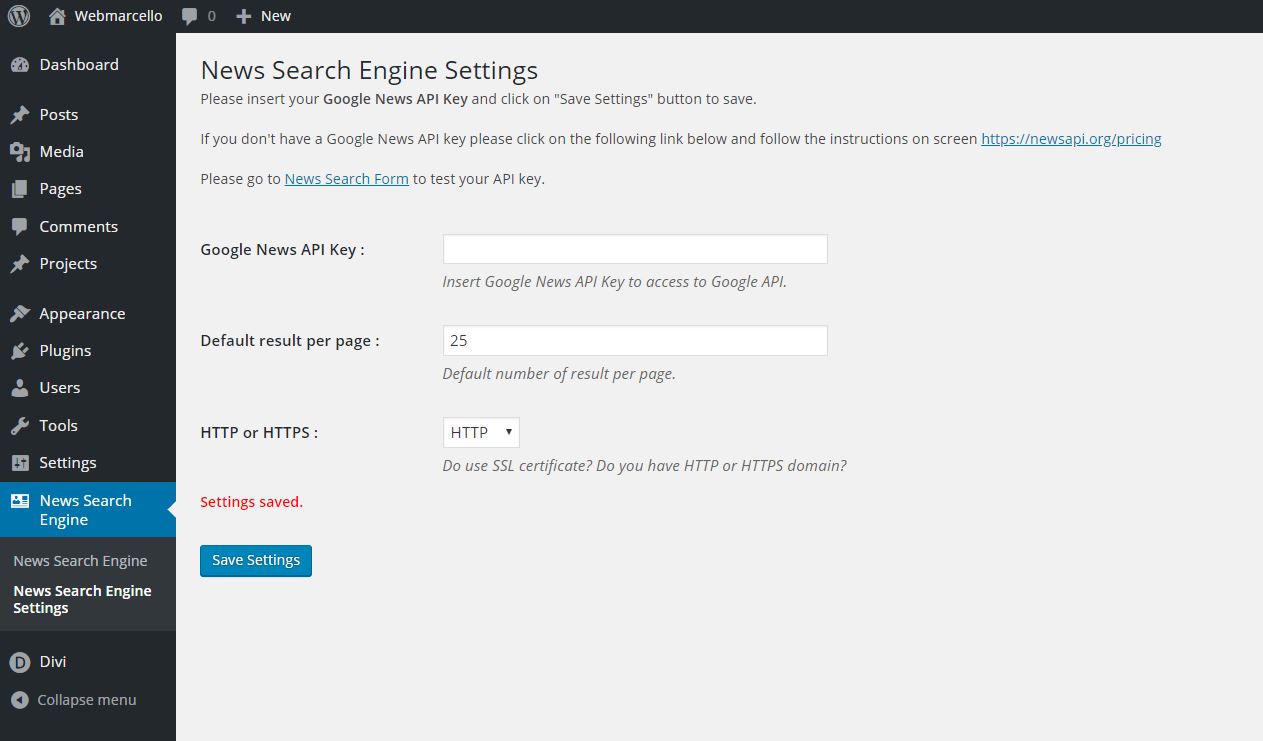 Webmarcello 0 New
Dashboard
Posts
Media
Pages
Comments
Projects
Appearance
Plugins
Users
Tools
Settings
News Search
Engine
News Search Engine
News Search Engine
Settings
Divi
Collapse menu
News Search Engine Settings
Please insert your Google News API Key and click on "Save Settings" button to save.
If you don't have a Google News API key please click on the following link below and follow the instructions on screen https://newsapi.org/pricing
Please go to News Search Form to test your API key.
Google News API Key :
Insert Google News API Key to access to Google API.
Default result per page : 25
Default number of result per page.
HTTP or HTTPS : HTTP
Do use SSL certificate? Do you have HTTP or HTTPS domain?
Settings saved.
Save Settings